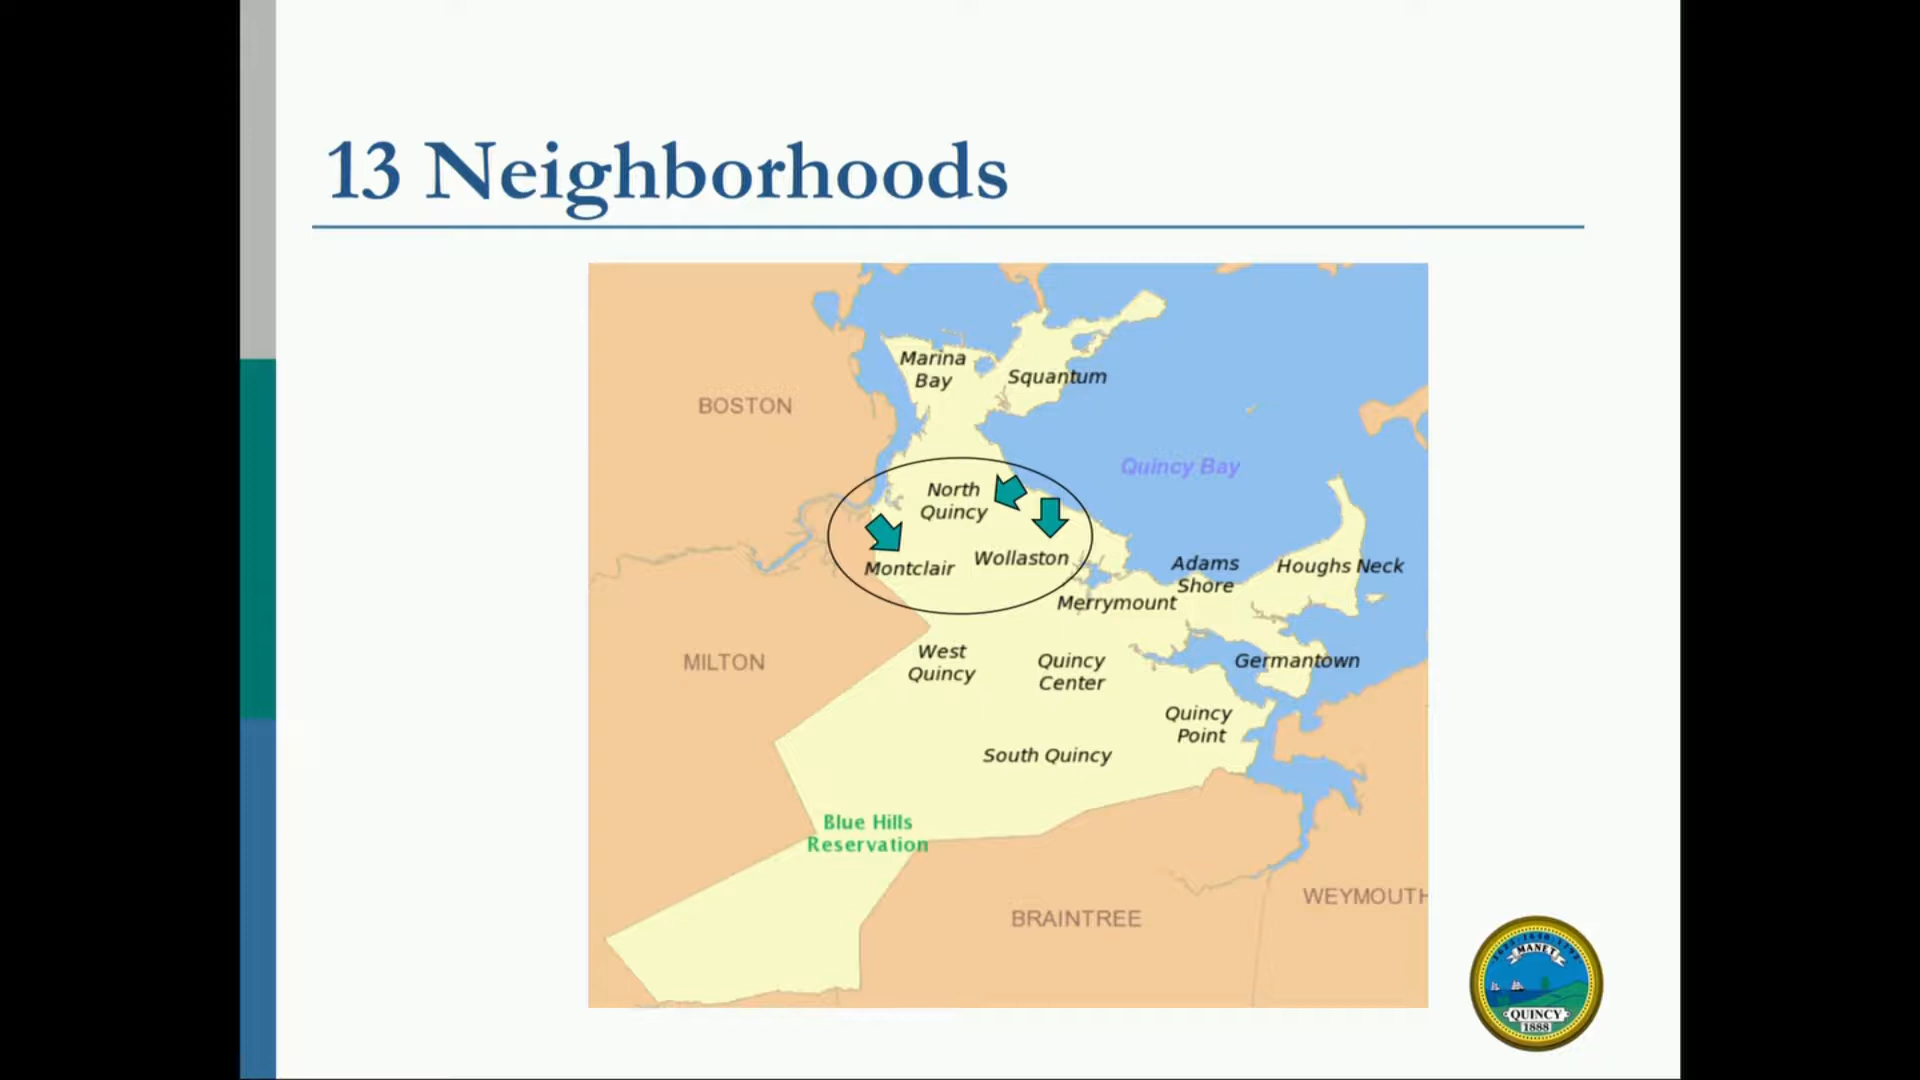 13 Neighborhoods
Marina
Bay
Squantum
BOSTON
Quincy Bay
North
Quincy
Montclair
Wollaston
Adams
Shore
Houghs Neck
Merrymount
MILTON
West
Quincy
Quincy
Center
Germantown
Quincy
Point
South Quincy
Blue Hills
Reservation
BRAINTREE
WEYMOUTH
MANET
QUINCY
1888